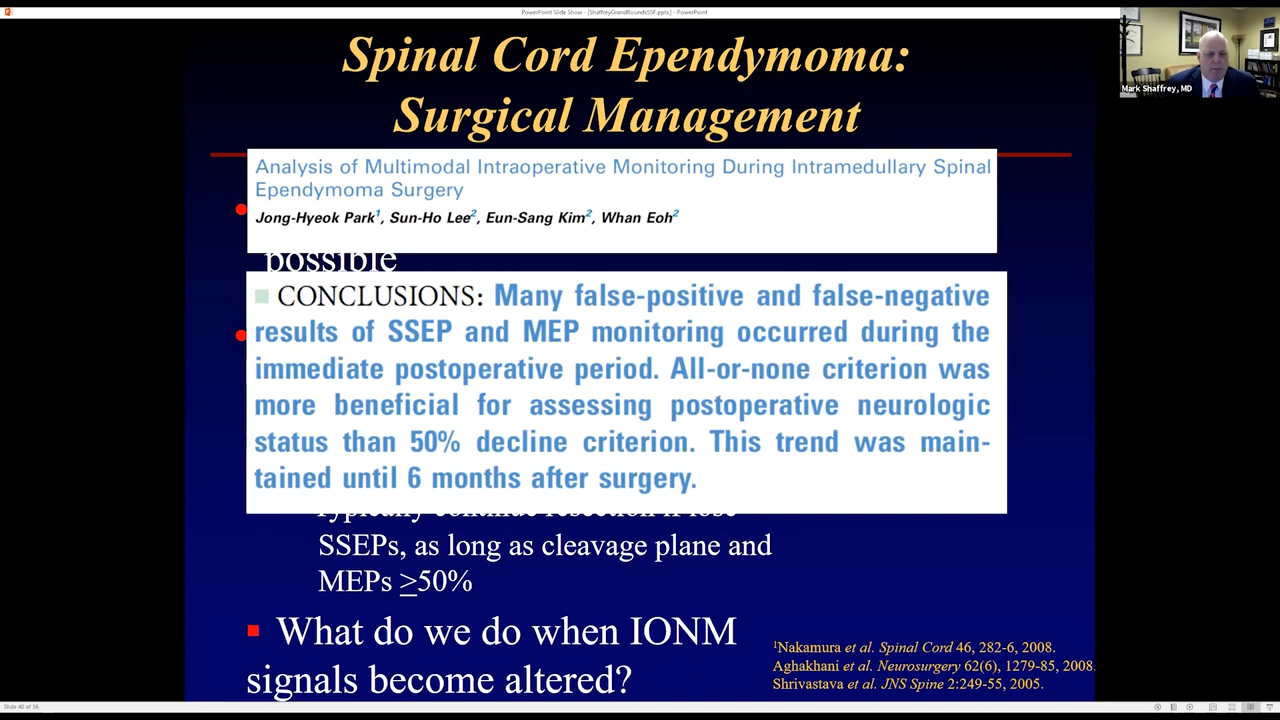 PowerPoint Slide Show - [ShaffreyGrandRoundsSSF.pptx] - PowerPoint
Mark Shaffrey, MD
Spinal Cord Ependymoma:
Surgical Management
Analysis of Multimodal Intraoperative Monitoring During Intramedullary Spinal
Ependymoma Surgery
Jong-Hyeok Park1, Sun-Ho Lee2, Eun-Sang Kim2, Whan Eoh2
possible
CONCLUSIONS: Many false-positive and false-negative
results of SSEP and MEP monitoring occurred during the
immediate postoperative period. All-or-none criterion was
more beneficial for assessing postoperative neurologic
status than 50% decline criterion. This trend was main-
tained until 6 months after surgery.
Typically continue resection if lose
SSEPs, as long as cleavage plane and
MEPs ≥50%
What do we do when IONM
signals become altered?
1Nakamura et al. Spinal Cord 46, 282-6, 2008.
Aghakhani et al. Neurosurgery 62(6), 1279-85, 2008.
Shrivastava et al. JNS Spine 2:249-55, 2005.